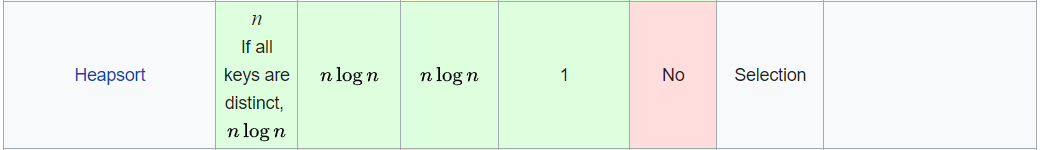 n
If all
Heapsort keys are n log n n log n 1 No Selection
distinct,
n log n